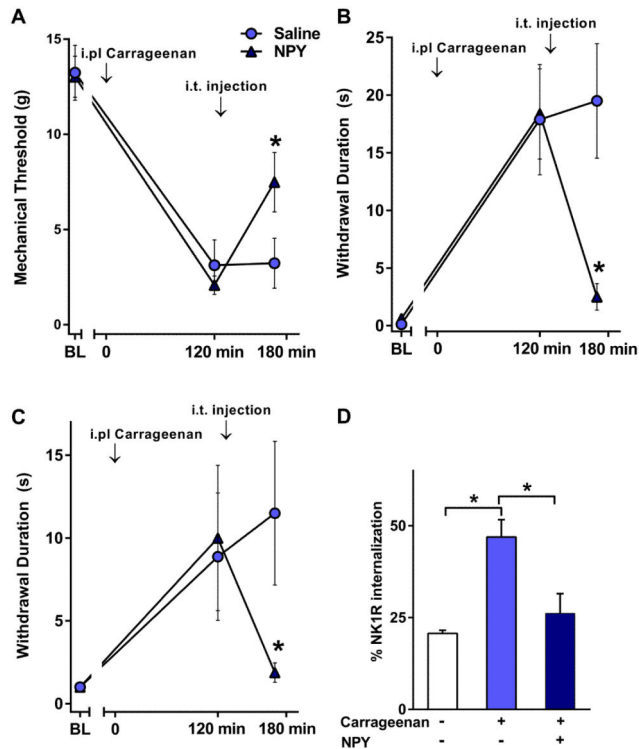 A
Saline
NPY
i.pl Carrageenan
i.t. injection
*
Mechanical Threshold (g)
15
10
5
0
BL
0
120 min
180 min
B
i.t. injection
i.pl Carrageenan
*
Withdrawal Duration (s)
25
20
15
10
5
0
BL
0
120 min
180 min
C
i.t. injection
i.pl Carrageenan
*
Withdrawal Duration (s)
15
10
5
0
BL
0
120 min
180 min
D
* *
% NK1R internalization
50
25
0
Carrageenan - + +
NPY - - +